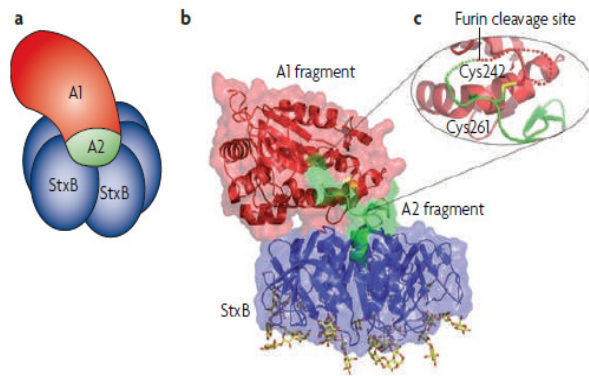 a
A1
A2
StxB
StxB
b
A1 fragment
A2 fragment
StxB
c
Furin cleavage site
Cys242
Cys261